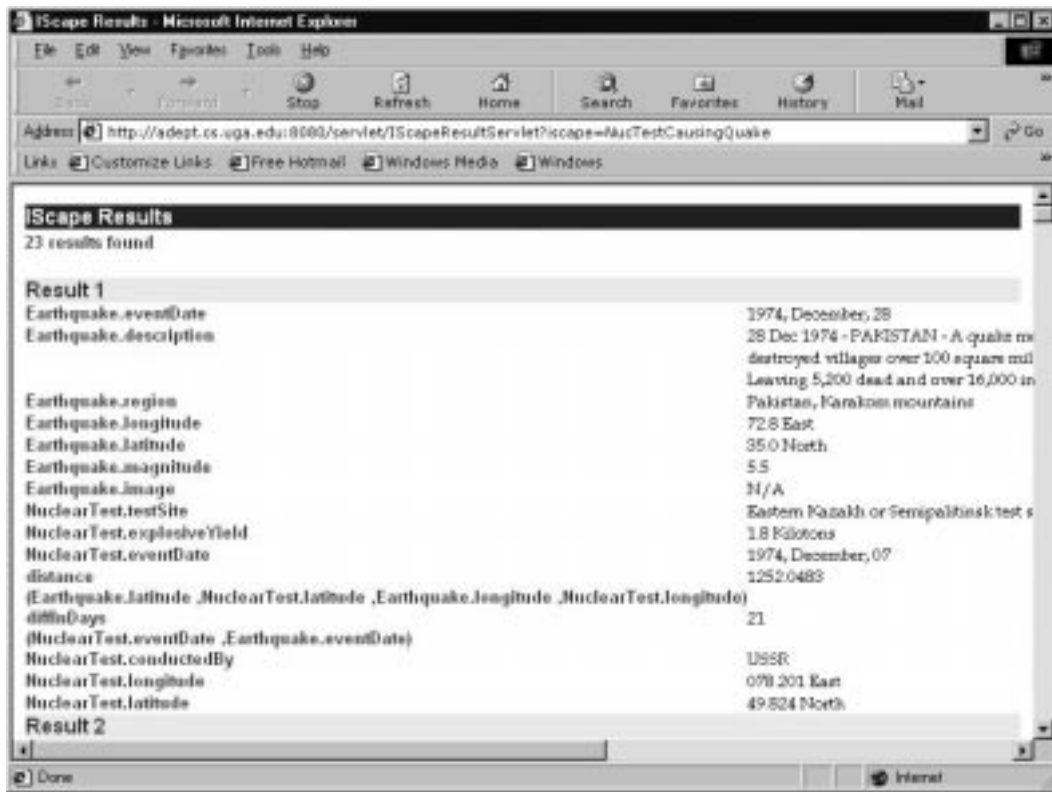 IScape Results - Microsoft Internet Explorer
File Edit View Favorites Tools Help
Back Forward Stop Refresh Home Search Favorites History Mail
Address http://adept.cs.uga.edu:8080/servlet/IScapeResultServlet?iscape=NucTestCausingQuake Go
Links Customize Links Free Hotmail Windows Media Windows
IScape Results
23 results found
Result 1
Earthquake.eventDate 1974, December, 28
Earthquake.description 28 Dec 1974 - PAKISTAN - A quake me
destroyed villages over 100 square mil
Leaving 5,200 dead and over 16,000 in
Earthquake.region Pakistan, Karakom mountains
Earthquake.longitude 72.8 East
Earthquake.latitude 35.0 North
Earthquake.magnitude 5.5
Earthquake.image N/A
NuclearTest.testSite Eastern Kazakh or Semipalitinsk test s
NuclearTest.explosiveYield 1.8 Kilotons
NuclearTest.eventDate 1974, December, 07
distance 1252.0483
(Earthquake.latitude ,NuclearTest.latitude ,Earthquake.longitude ,NuclearTest.longitude)
diffInDays 21
(NuclearTest.eventDate ,Earthquake.eventDate)
NuclearTest.conductedBy USSR
NuclearTest.longitude 078.201 East
NuclearTest.latitude 49.824 North
Result 2
Done Internet